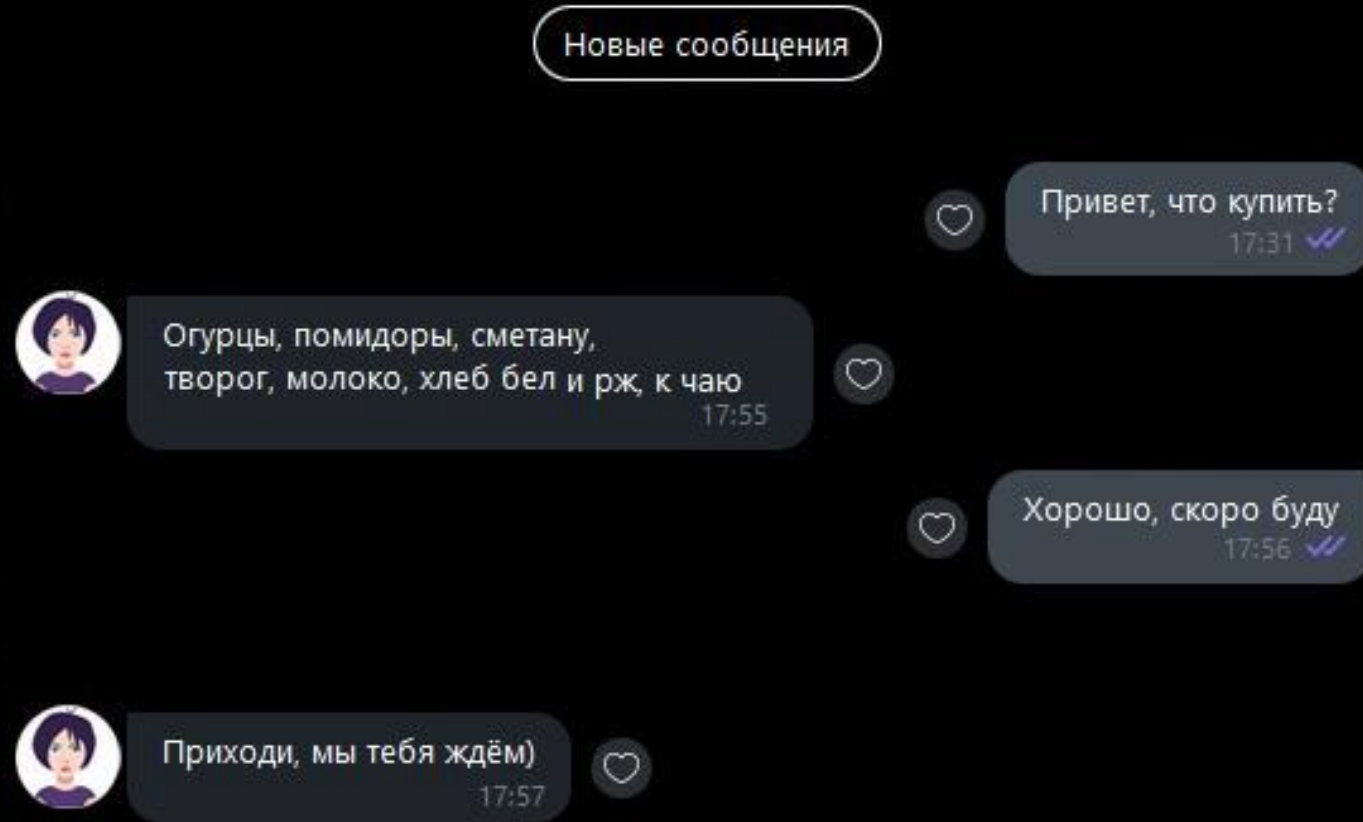 Новые сообщения
Привет, что купить?
17:31
Огурцы, помидоры, сметану,
творог, молоко, хлеб бел и рж, к чаю
17:55
Хорошо, скоро буду
17:56
Приходи, мы тебя ждём)
17:57